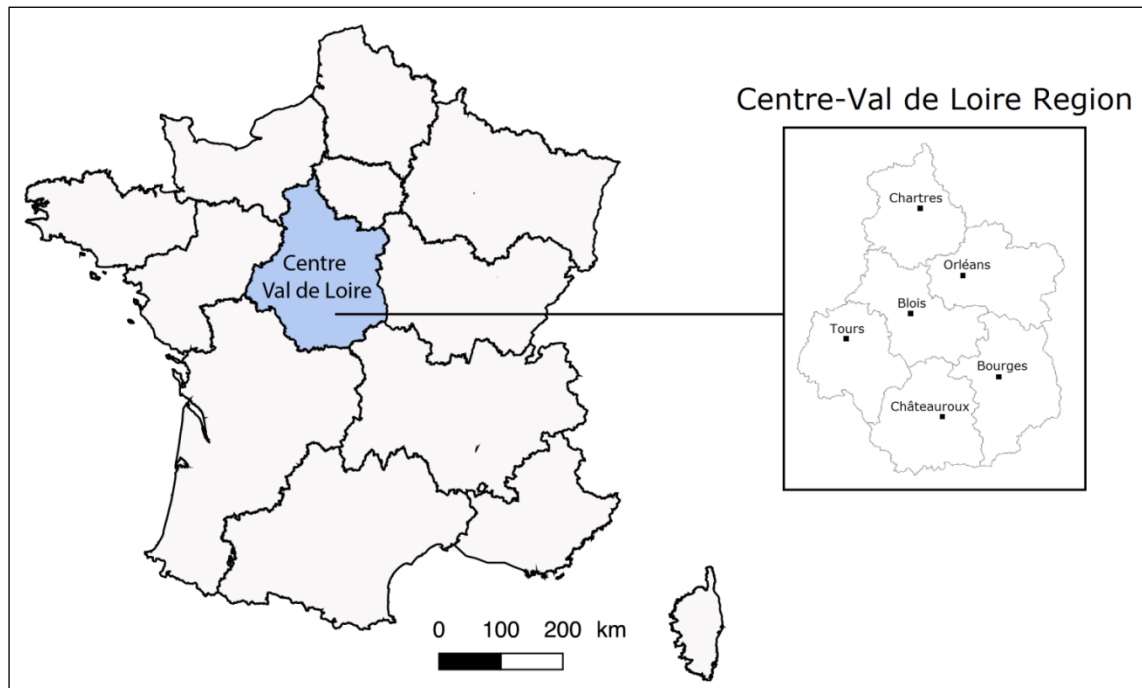 Centre-Val de Loire Region
Centre
Val de Loire
Chartres
Orléans
Blois
Tours
Bourges
Châteauroux
0 100 200 km